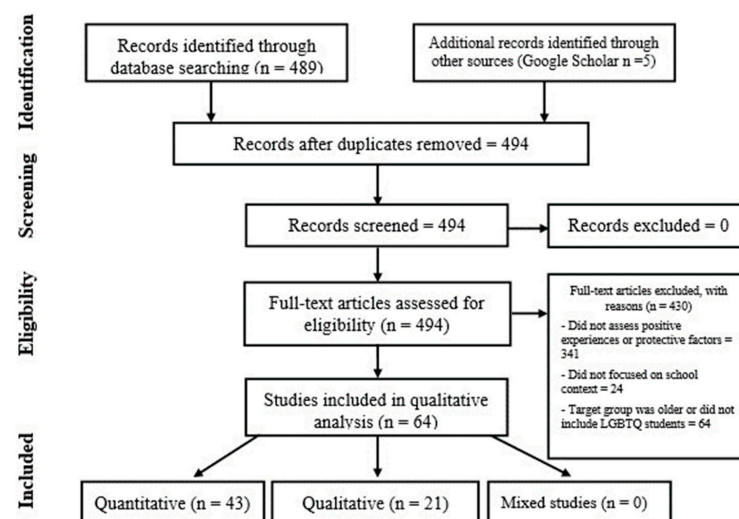 Identification
Records identified through
database searching (n = 489)
Additional records identified through
other sources (Google Scholar n =5)
Records after duplicates removed = 494
Screening
Records screened = 494
Records excluded = 0
Eligibility
Full-text articles assessed for
eligibility (n = 494)
Full-text articles excluded, with
reasons (n = 430)
- Did not assess positive
experiences or protective factors =
341
- Did not focused on school
context = 24
- Target group was older or did not
include LGBTQ students = 64
Included
Studies included in qualitative
analysis (n = 64)
Quantitative (n = 43)
Qualitative (n = 21)
Mixed studies (n = 0)